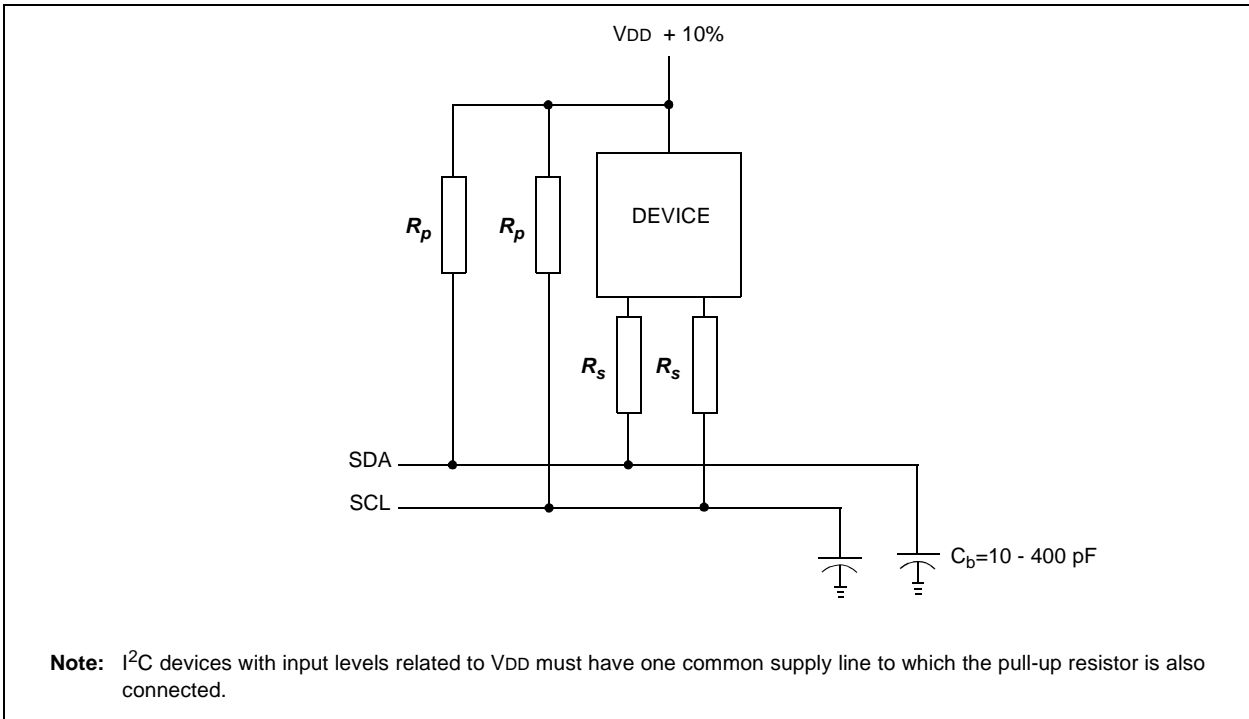 VDD + 10%
Rp Rp
DEVICE
Rs Rs
SDA
SCL
Cb=10 - 400 pF
Note: I2C devices with input levels related to VDD must have one common supply line to which the pull-up resistor is also
connected.